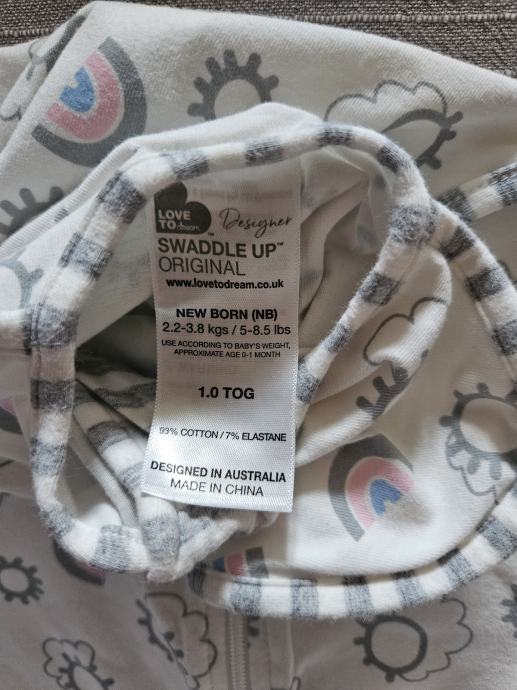 LOVE
TO dream™ Designer
SWADDLE UP™
ORIGINAL
www.lovetodream.co.uk
NEW BORN (NB)
2.2-3.8 kgs / 5-8.5 lbs
USE ACCORDING TO BABY'S WEIGHT,
APPROXIMATE AGE 0-1 MONTH
1.0 TOG
93% COTTON / 7% ELASTANE
DESIGNED IN AUSTRALIA
MADE IN CHINA